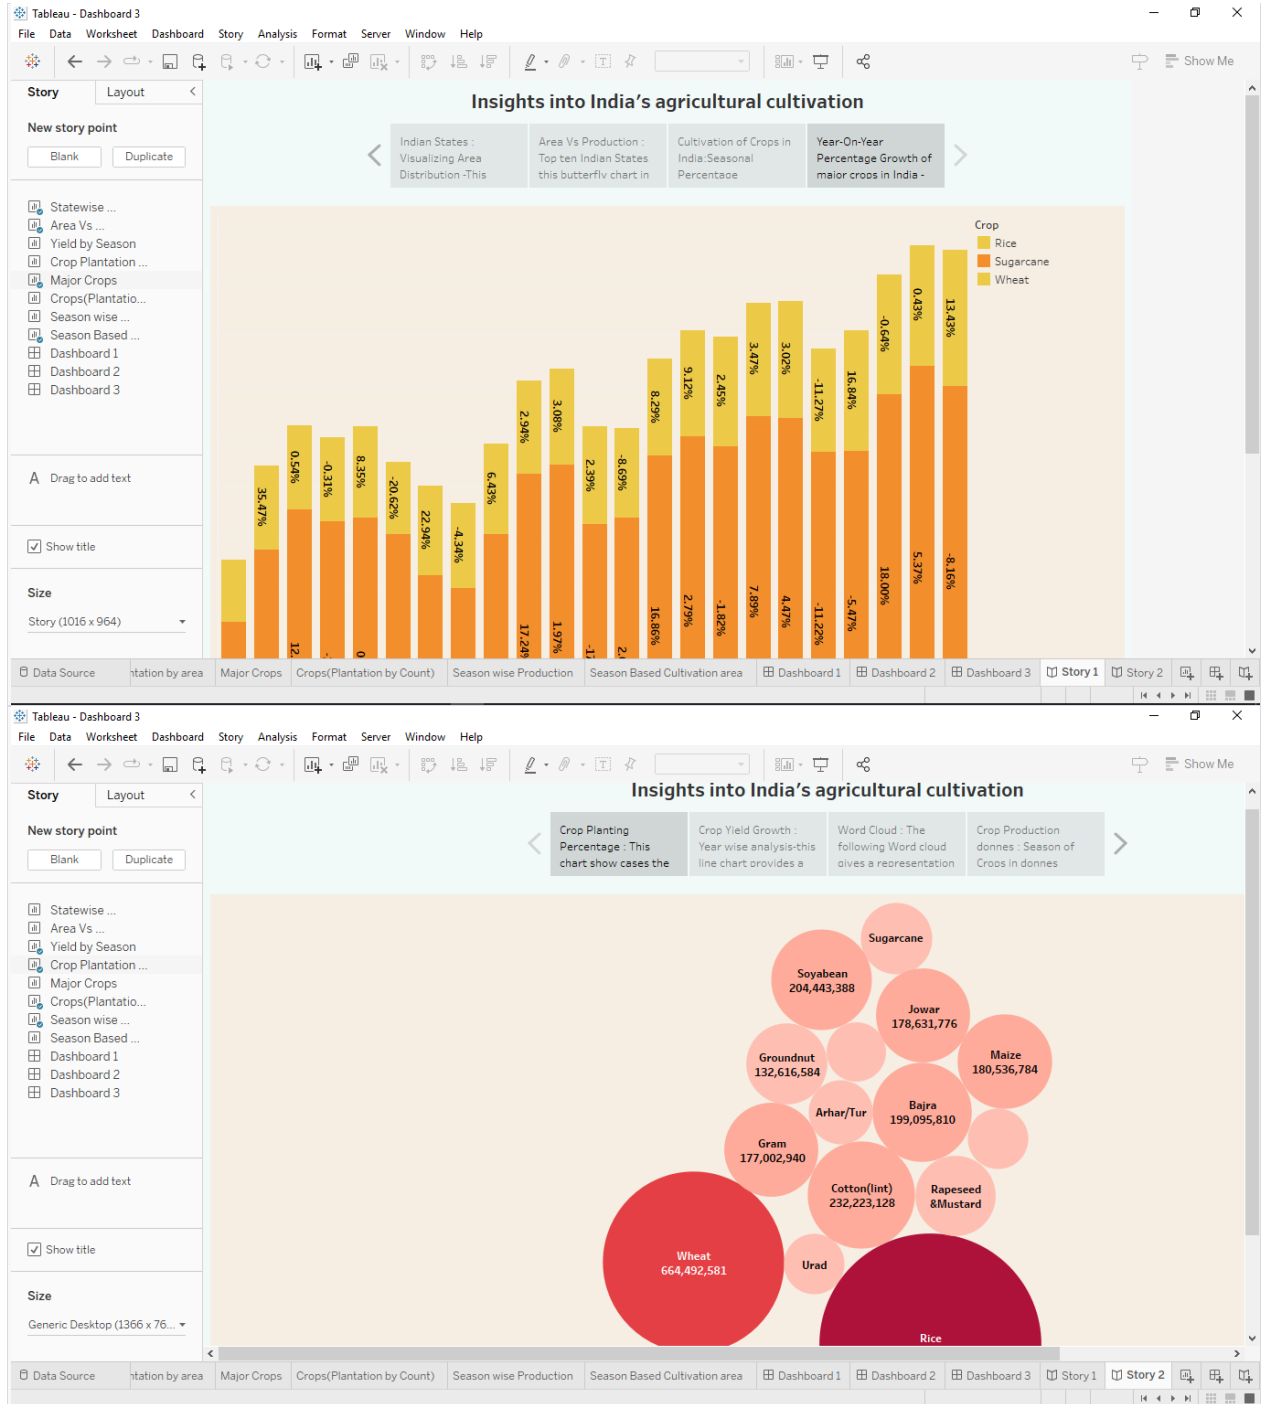 Tableau - Dashboard 3
File Data Worksheet Dashboard Story Analysis Format Server Window Help
Show Me
Story Layout
New story point
Blank Duplicate
Statewise ...
Area Vs ...
Yield by Season
Crop Plantation ...
Major Crops
Crops(Plantatio...
Season wise ...
Season Based ...
Dashboard 1
Dashboard 2
Dashboard 3
A Drag to add text
Show title
Size
Story (1016 x 964)
Insights into India's agricultural cultivation
Indian States :
Visualizing Area
Distribution -This
Area Vs Production :
Top ten Indian States
this butterfly chart in
Cultivation of Crops in
India:Seasonal
Percentage
Year-On-Year
Percentage Growth of
major crops in India -
Crop
Rice
Sugarcane
Wheat
35.47%
0.54%
-0.31%
8.35%
-20.62%
22.94%
-4.34%
6.43%
2.94%
3.08%
2.39%
-8.69%
8.29%
9.12%
2.45%
3.47%
3.02%
-11.27%
16.84%
-0.64%
0.43%
13.43%
12.
0
17.24%
1.97%
-17
2.
16.86%
2.79%
-1.82%
7.89%
4.47%
-11.22%
-5.47%
18.00%
5.37%
-8.16%
Data Source ntation by area Major Crops Crops(Plantation by Count) Season wise Production Season Based Cultivation area Dashboard 1 Dashboard 2 Dashboard 3 Story 1 Story 2
Tableau - Dashboard 3
File Data Worksheet Dashboard Story Analysis Format Server Window Help
Show Me
Story Layout
New story point
Blank Duplicate
Statewise ...
Area Vs ...
Yield by Season
Crop Plantation ...
Major Crops
Crops(Plantatio...
Season wise ...
Season Based ...
Dashboard 1
Dashboard 2
Dashboard 3
A Drag to add text
Show title
Size
Generic Desktop (1366 x 76...
Insights into India's agricultural cultivation
Crop Planting
Percentage : This
chart show cases the
Crop Yield Growth :
Year wise analysis-this
line chart provides a
Word Cloud : The
following Word cloud
gives a representation
Crop Production
donnes : Season of
Crops in donnes
Sugarcane
Soyabean
204,443,388
Jowar
178,631,776
Maize
180,536,784
Groundnut
132,616,584
Arhar/Tur
Bajra
199,095,810
Gram
177,002,940
Cotton(lint)
232,223,128
Rapeseed
&Mustard
Wheat
664,492,581
Urad
Rice
Data Source ntation by area Major Crops Crops(Plantation by Count) Season wise Production Season Based Cultivation area Dashboard 1 Dashboard 2 Dashboard 3 Story 1 Story 2